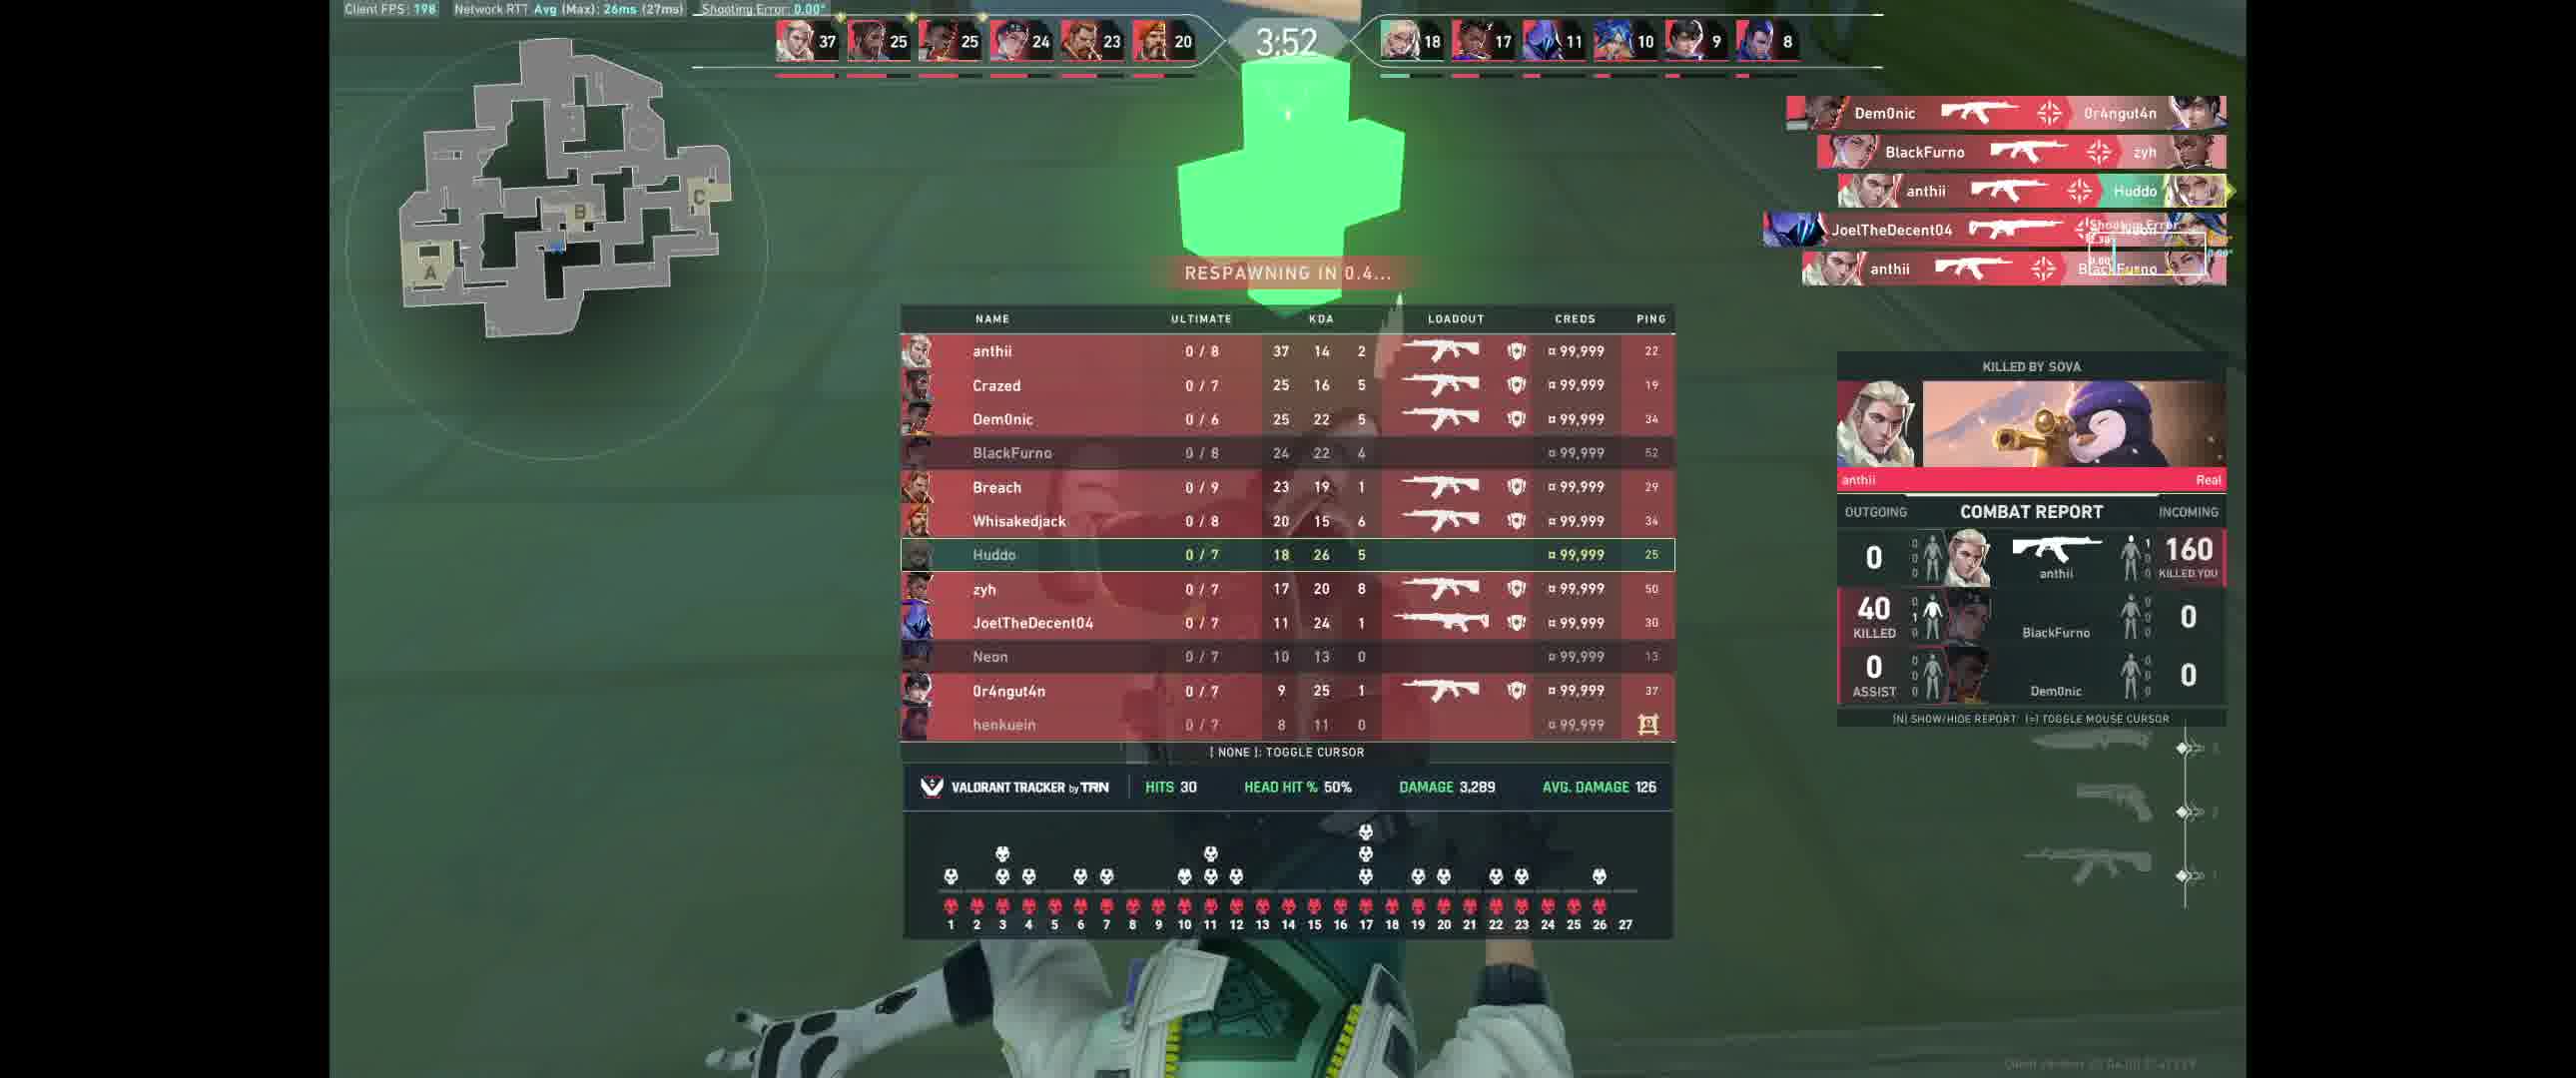 Client FPS: 198 Network RTT Avg (Max): 26ms (27ms) Shooting Error: 0.00°
37 25 25 24 23 20 3:52 18 17 11 10 9 8
Dem0nic 0r4ngut4n
BlackFurno zyh
anthii Huddo
JoelTheDecent04
Shooting Error
anthii BlackFurno
A B C
RESPAWNING IN 0.4...
NAME ULTIMATE KDA LOADOUT CREDS PING
anthii 0 / 8 37 14 2 ¤ 99,999 22
Crazed 0 / 7 25 16 5 ¤ 99,999 19
Dem0nic 0 / 6 25 22 5 ¤ 99,999 34
BlackFurno 0 / 8 24 22 4 ¤ 99,999 52
Breach 0 / 9 23 19 1 ¤ 99,999 29
Whisakedjack 0 / 8 20 15 6 ¤ 99,999 34
Huddo 0 / 7 18 26 5 ¤ 99,999 25
zyh 0 / 7 17 20 8 ¤ 99,999 50
JoelTheDecent04 0 / 7 11 24 1 ¤ 99,999 30
Neon 0 / 7 10 13 0 ¤ 99,999 13
0r4ngut4n 0 / 7 9 25 1 ¤ 99,999 37
henkuein 0 / 7 8 11 0 ¤ 99,999
[ NONE ]: TOGGLE CURSOR
VALORANT TRACKER by TRN HITS 30 HEAD HIT % 50% DAMAGE 3,289 AVG. DAMAGE 126
1 2 3 4 5 6 7 8 9 10 11 12 13 14 15 16 17 18 19 20 21 22 23 24 25 26 27
KILLED BY SOVA
anthii Real
OUTGOING COMBAT REPORT INCOMING
0 anthii 160 KILLED YOU
40 KILLED BlackFurno 0
0 ASSIST Dem0nic 0
[N] SHOW/HIDE REPORT [=] TOGGLE MOUSE CURSOR